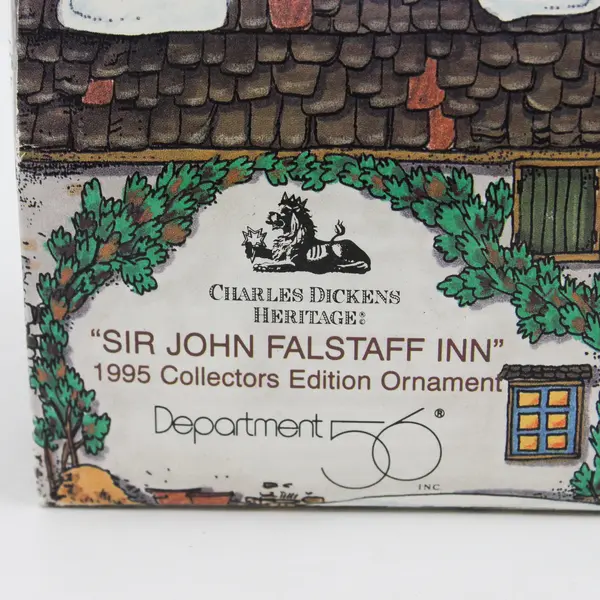 CHARLES DICKENS
HERITAGE:
"SIR JOHN FALSTAFF INN"
1995 Collectors Edition Ornament
Department 56®
INC.